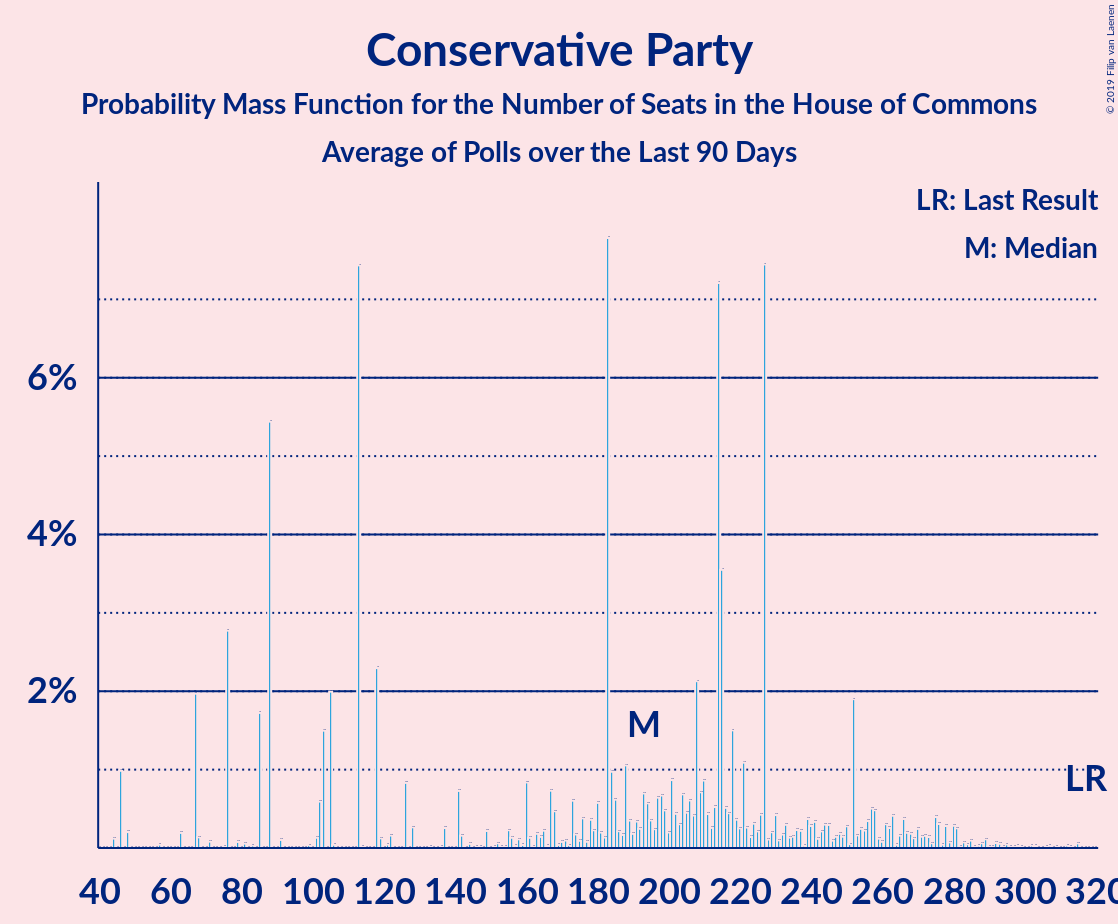 Conservative Party
Probability Mass Function for the Number of Seats in the House of Commons
Average of Polls over the Last 90 Days
© 2019 Filip van Laenen
LR: Last Result
M: Median
6%
4%
2%
M
LR
40 60 80 100 120 140 160 180 200 220 240 260 280 300 320